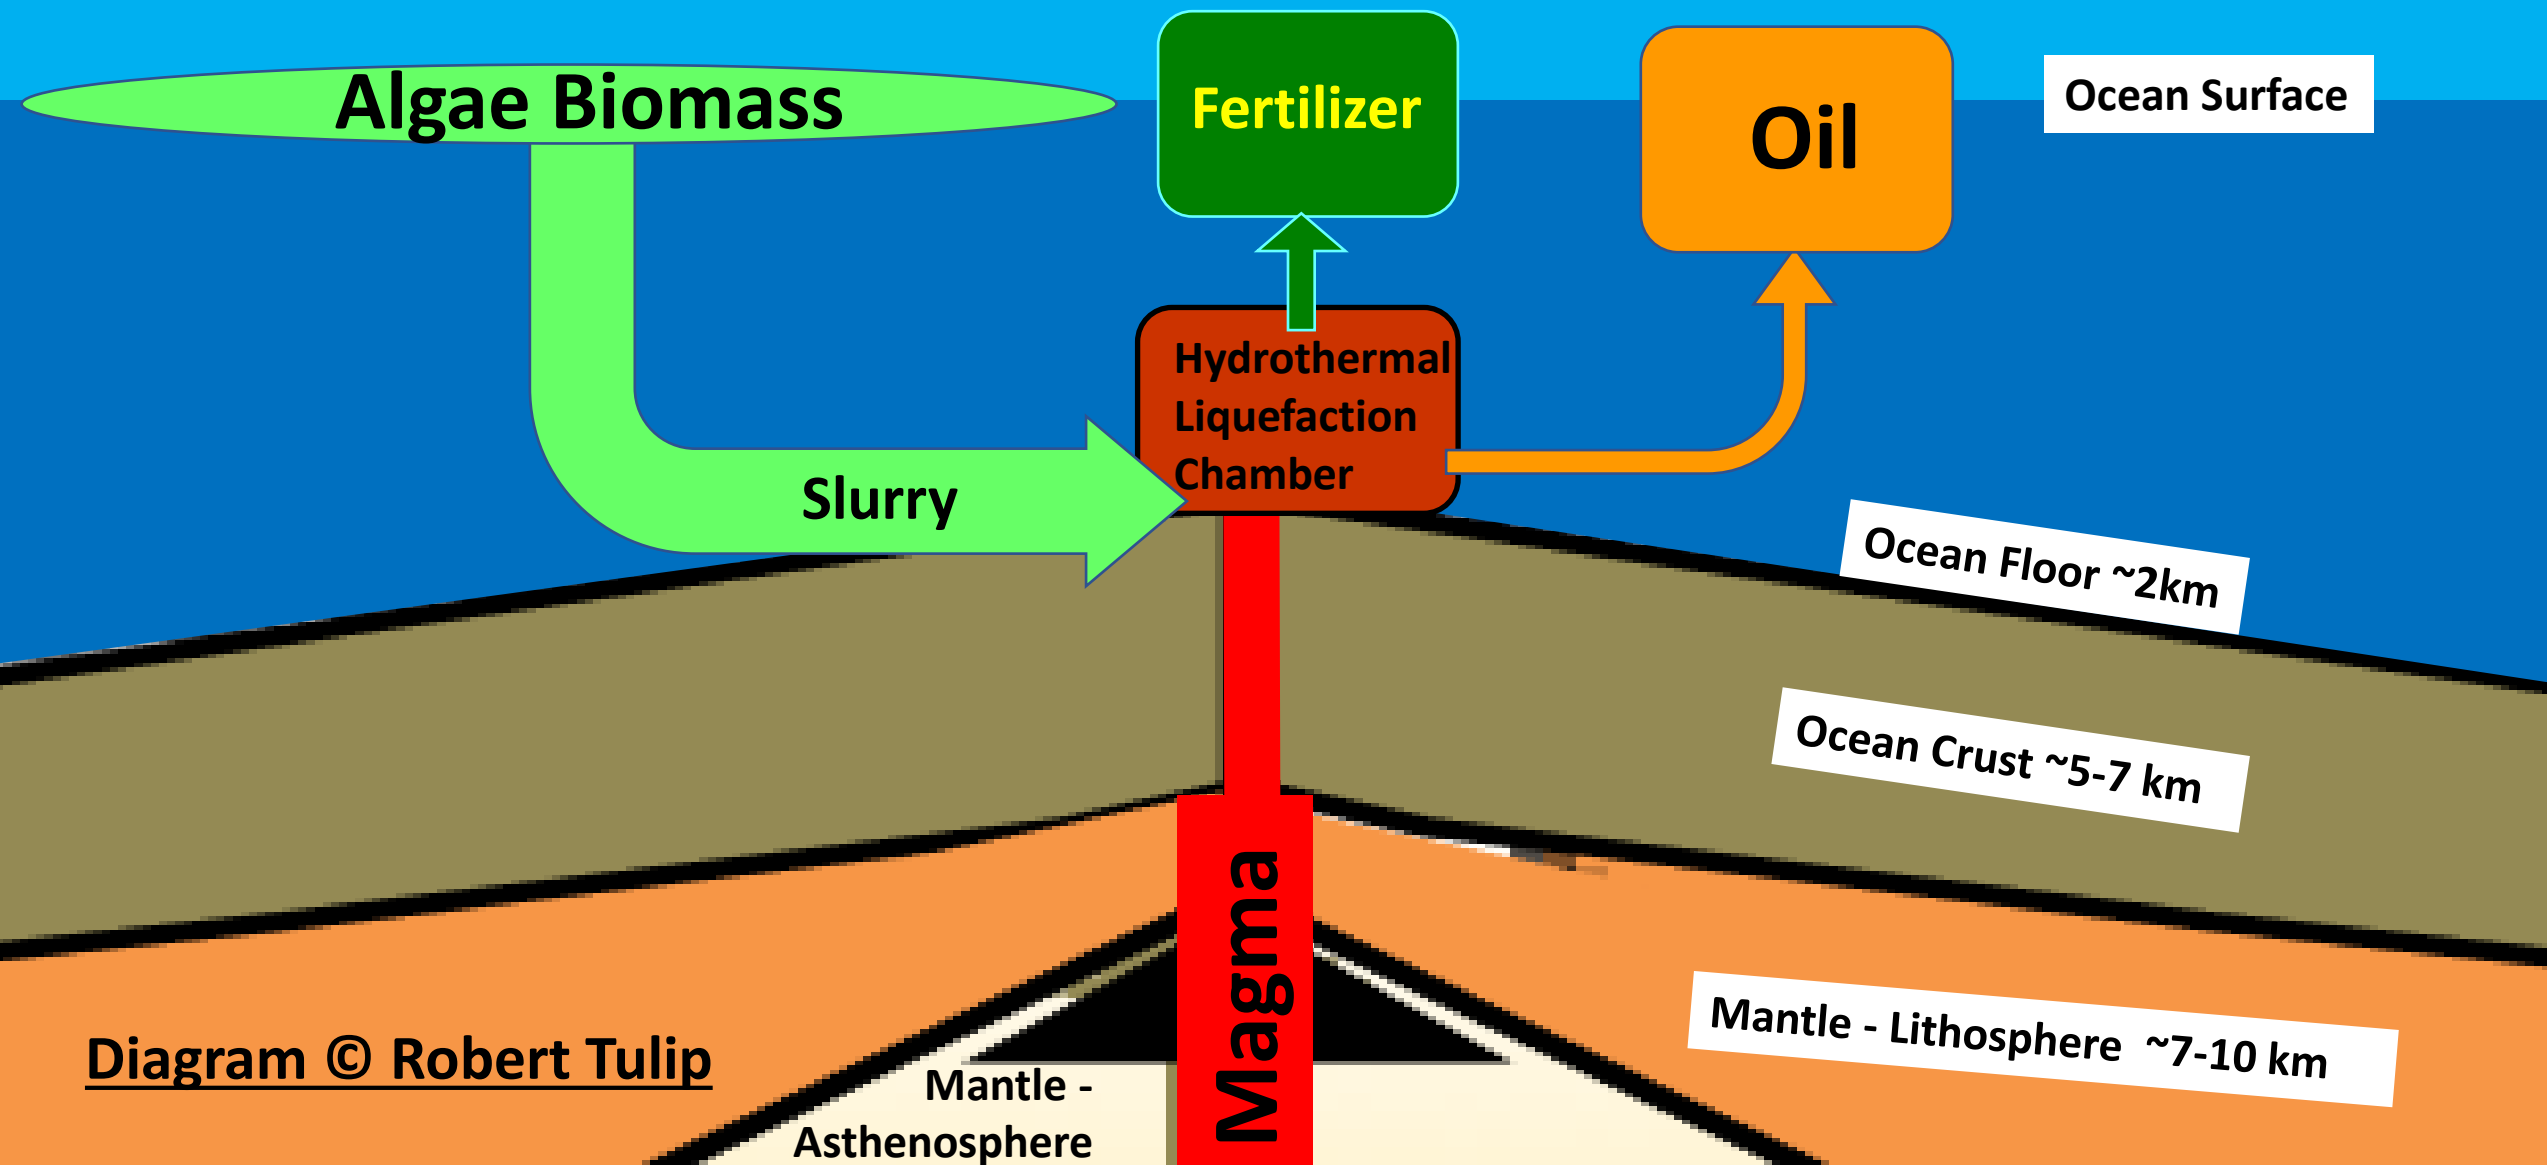 Algae Biomass
Fertilizer
Oil
Ocean Surface
Hydrothermal
Liquefaction
Chamber
Slurry
Ocean Floor ~2km
Ocean Crust ~5-7 km
Magma
Mantle - Lithosphere ~7-10 km
Diagram © Robert Tulip
Mantle -
Asthenosphere